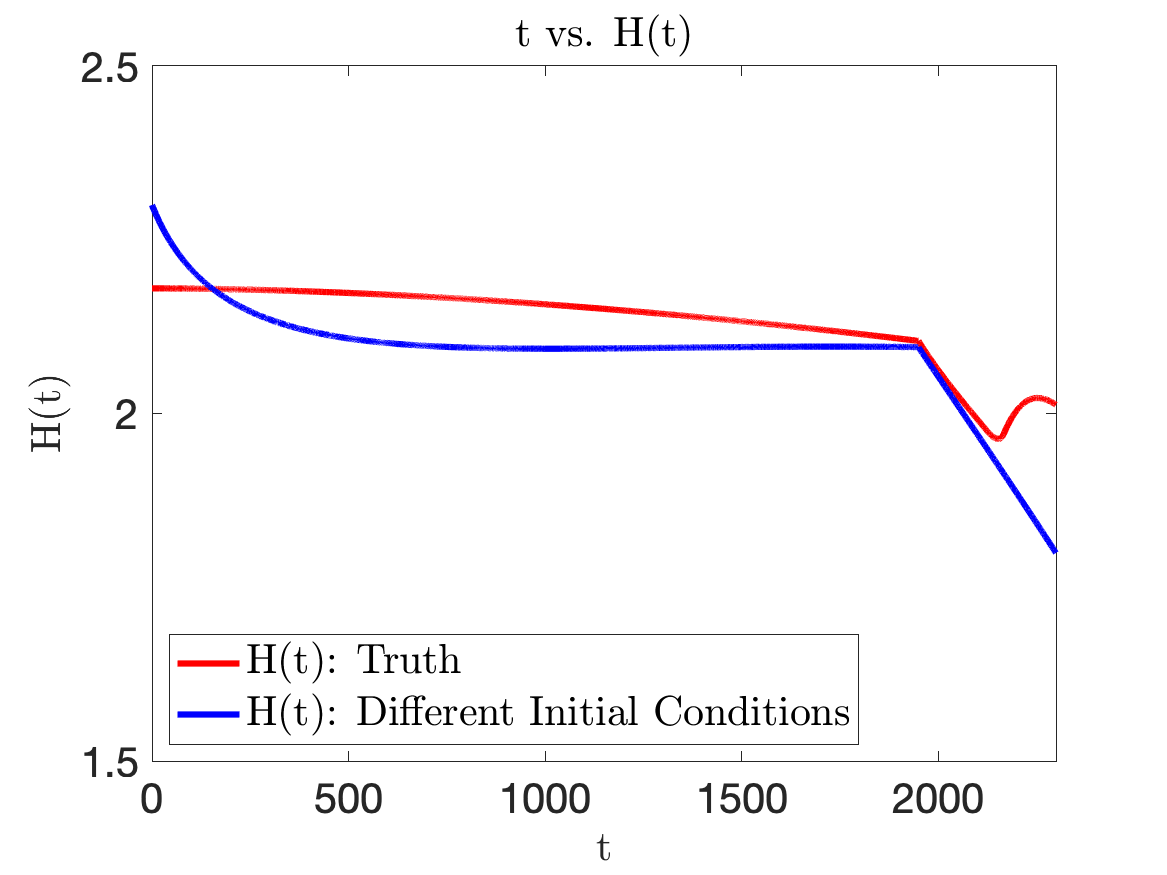 t vs. H(t)
2.5
2
1.5
H(t)
H(t): Truth
H(t): Different Initial Conditions
0 500 1000 1500 2000
t